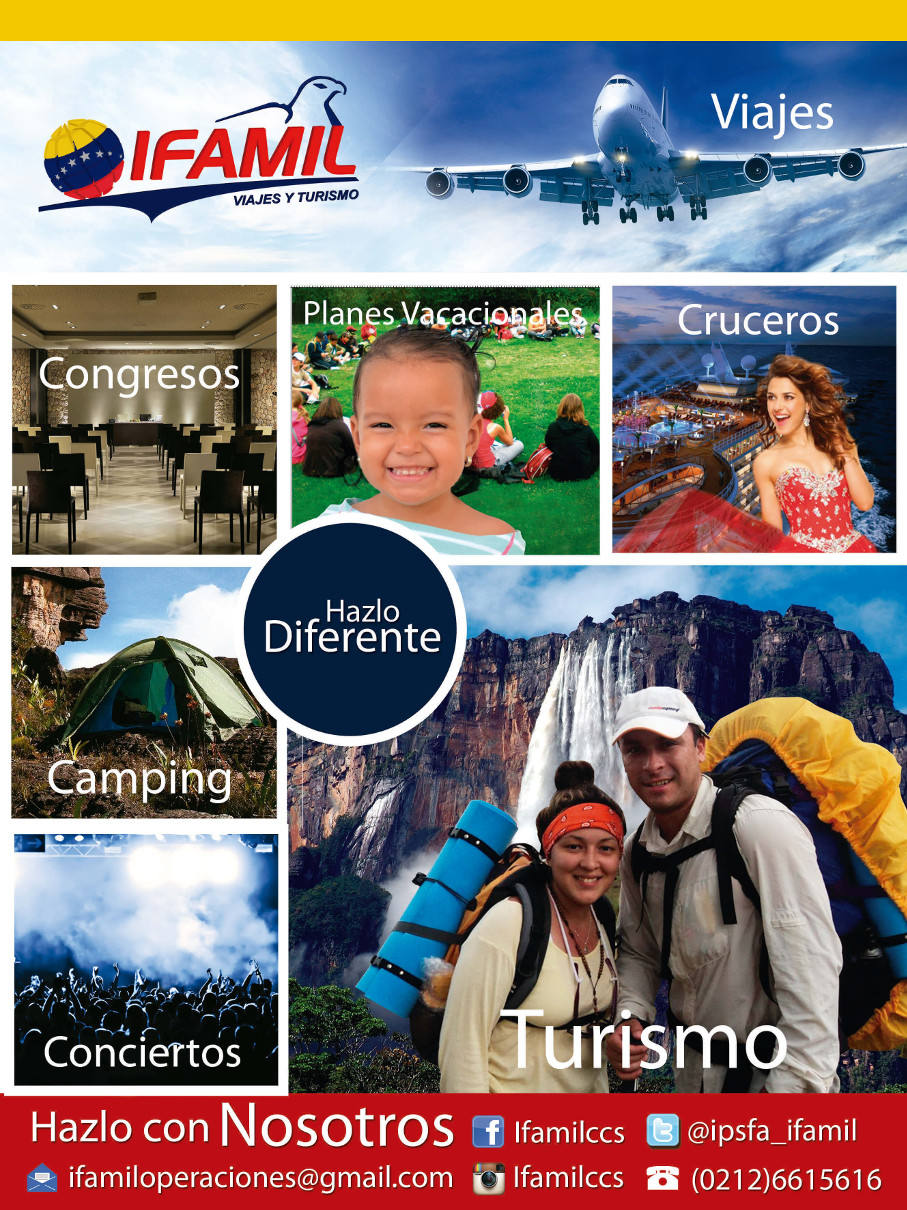 IFAMIL
VIAJES Y TURISMO
Viajes
Congresos
Planes Vacacionales
Cruceros
Hazlo
Diferente
Camping
Conciertos
Turismo
Hazlo con Nosotros
Ifamilccs
@ipsfa_ifamil
ifamiloperaciones@gmail.com
Ifamilccs
(0212)6615616